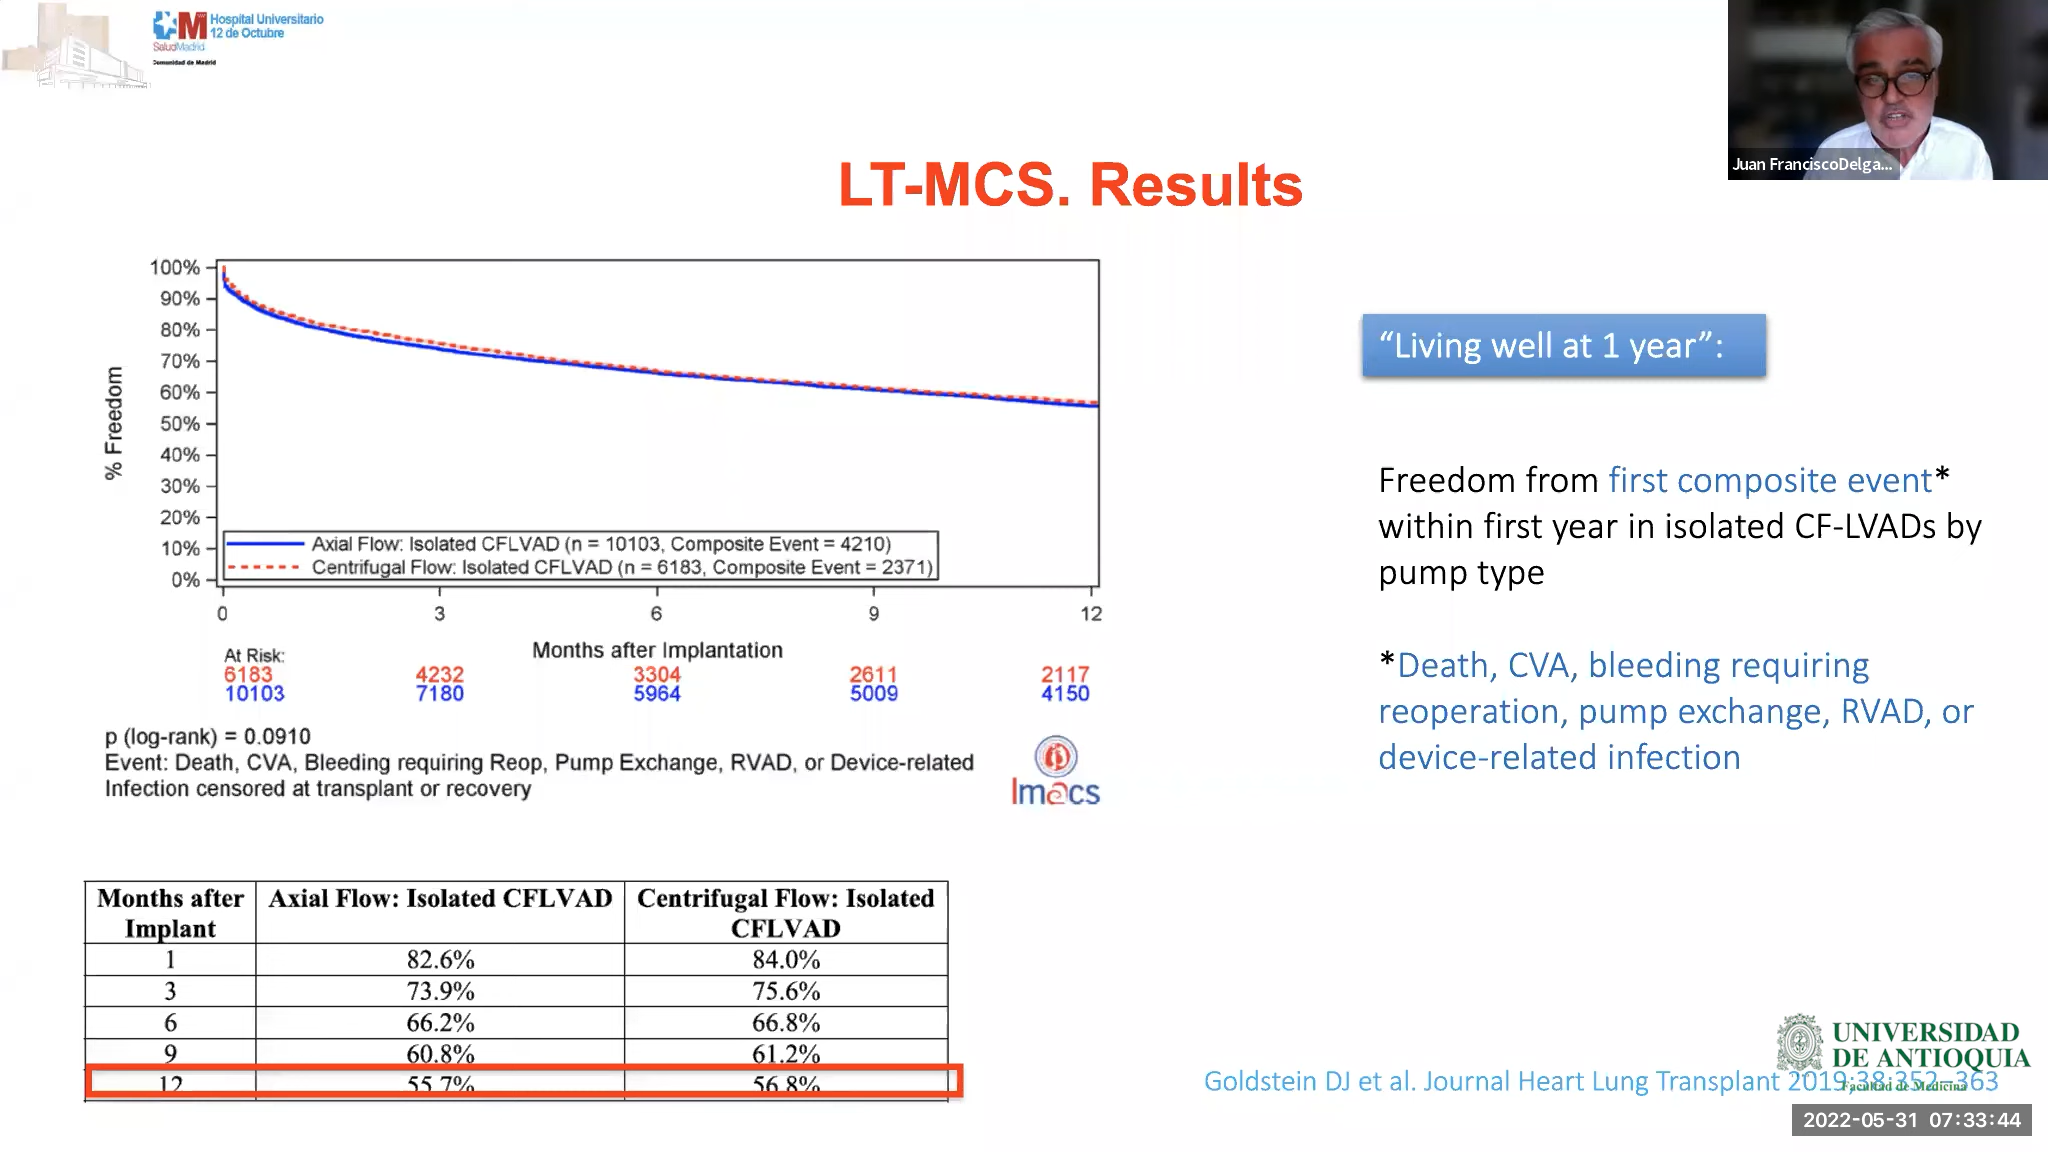 Hospital Universitario
12 de Octubre
SaludMadrid
Comunidad de Madrid
Juan FranciscoDelga...
LT-MCS. Results
100%
90%
80%
70%
60%
50%
40%
30%
20%
10%
0%
% Freedom
Axial Flow: Isolated CFLVAD (n = 10103, Composite Event = 4210)
Centrifugal Flow: Isolated CFLVAD (n = 6183, Composite Event = 2371)
0 3 6 9 12
Months after Implantation
At Risk:
6183 4232 3304 2611 2117
10103 7180 5964 5009 4150
p (log-rank) = 0.0910
Event: Death, CVA, Bleeding requiring Reop, Pump Exchange, RVAD, or Device-related
Infection censored at transplant or recovery
Imacs
“Living well at 1 year”:
Freedom from first composite event*
within first year in isolated CF-LVADs by
pump type
*Death, CVA, bleeding requiring
reoperation, pump exchange, RVAD, or
device-related infection
Months after Implant | Axial Flow: Isolated CFLVAD | Centrifugal Flow: Isolated CFLVAD
1 82.6% 84.0%
3 73.9% 75.6%
6 66.2% 66.8%
9 60.8% 61.2%
12 55.7% 56.8%
UNIVERSIDAD
DE ANTIOQUIA
Facultad de Medicina
Goldstein DJ et al. Journal Heart Lung Transplant 2019;38:352–363
2022-05-31 07:33:44